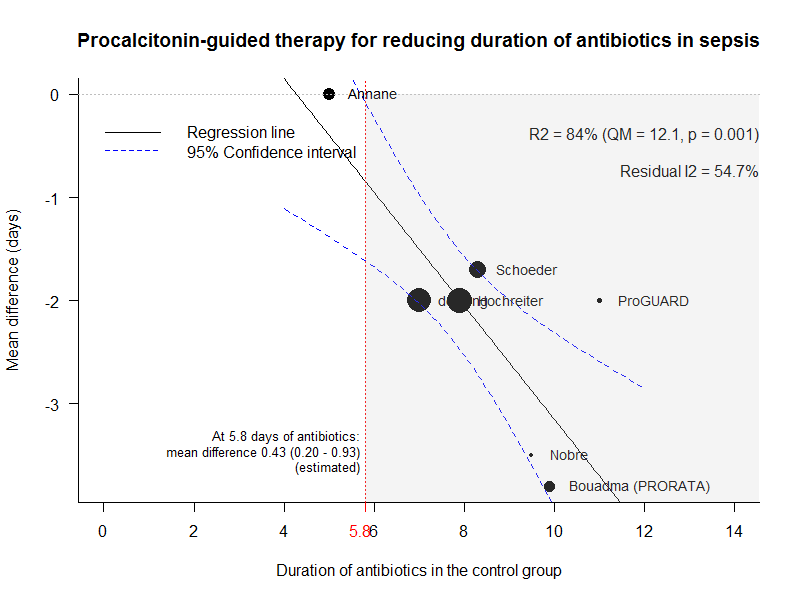 Procalcitonin-guided therapy for reducing duration of antibiotics in sepsis
0
Annane
Regression line
95% Confidence interval
R2 = 84% (QM = 12.1, p = 0.001)
Residual I2 = 54.7%
-1
Mean difference (days)
Schoeder
-2
Hochreiter
ProGUARD
-3
At 5.8 days of antibiotics:
mean difference 0.43 (0.20 - 0.93)
(estimated)
Nobre
Bouadma (PRORATA)
0
2
4
5.8
6
8
10
12
14
Duration of antibiotics in the control group